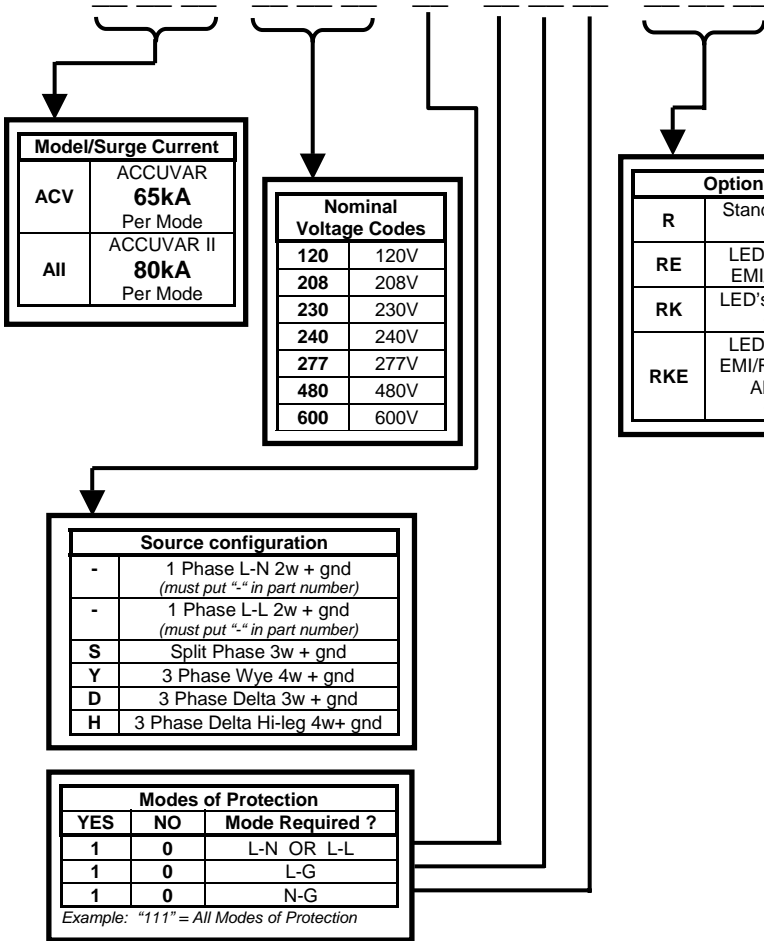 Model/Surge Current
ACV
ACCUVAR
65kA
Per Mode
AII
ACCUVAR II
80kA
Per Mode
Nominal
Voltage Codes
120 120V
208 208V
230 230V
240 240V
277 277V
480 480V
600 600V
Option
R
RE LED
EMI
RK LED's
RKE LED
Source configuration
- 1 Phase L-N 2w + gnd
(must put "-" in part number)
- 1 Phase L-L 2w + gnd
(must put "-" in part number)
S Split Phase 3w + gnd
Y 3 Phase Wye 4w + gnd
D 3 Phase Delta 3w + gnd
H 3 Phase Delta Hi-leg 4w+ gnd
Modes of Protection
YES NO Mode Required ?
1 0 L-N OR L-L
1 0 L-G
1 0 N-G
Example: "111" = All Modes of Protection